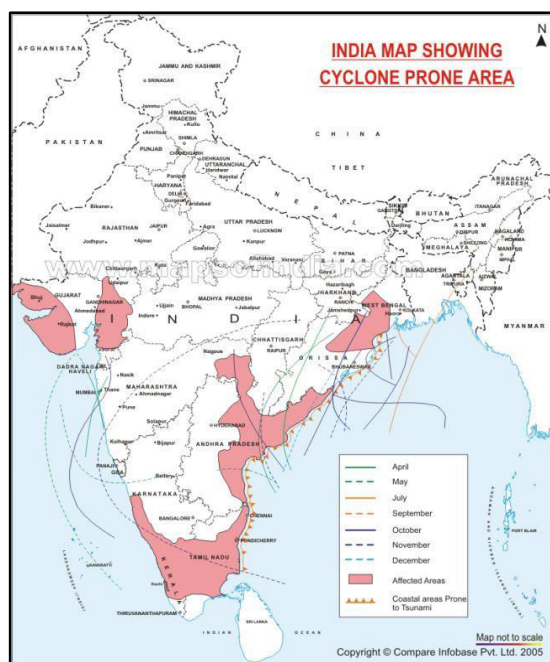 INDIA MAP SHOWING
CYCLONE PRONE AREA
N
AFGHANISTAN
JAMMU AND KASHMIR
SRINAGAR
Jammu
HIMACHAL
PRADESH
Kullu
Amritsar
SHIMLA
PUNJAB
CHANDIGARH
CHINA
PAKISTAN
DEHRADUN
UTTARANCHAL
Haridwar
Nainital
TIBET
Panipat
HARYANA
DELHI
Gurgaon
Faridabad
NEPAL
ARUNACHAL
PRADESH
ITANAGAR
SIKKIM
GANGTOK
BHUTAN
ASSAM
DISPUR
NAGALAND
KOHIMA
Bikaner
Jaisalmer
RAJASTHAN
JAIPUR
Agra
UTTAR PRADESH
LUCKNOW
Jodhpur
Ajmer
Gwalior
Kanpur
MEGHALAYA
SHILLONG
MANIPUR
IMPHAL
PATNA
BIHAR
Allahabad
Varanasi
Gaya
BANGLADESH
AGARTALA
TRIPURA
AIZWAL
MIZORAM
www.mapsofindia.com
Chittaurgarh
Kota
Udaipur
Hazaribagh
JHARKHAND
RANCHI
Jamshedpur
WEST BENGAL
KOLKATA
Haora
MYANMAR
GUJARAT
Bhuj
GANDHINAGAR
Ahmedabad
Rajkot
Ujjain
Indore
BHOPAL
MADHYA PRADESH
Jabalpur
INDIA
CHHATTISGARH
RAIPUR
ORISSA
BHUBANESWAR
DADRA NAGAR
HAVELI
Nasik
Nagpur
MUMBAI
Thane
MAHARASHTRA
Ahmadnagar
Pune
Solapur
HYDERABAD
Kolhapur
Bijapur
ANDHRA PRADESH
PANAJI
GOA
Bellary
KARNATAKA
BANGALORE
CHENNAI
PONDICHERRY
TAMIL NADU
KERALA
Kochi
KAVARATTI
LAKSHADWEEP (INDIA)
THIRUVANANTHAPURAM
SRI LANKA
INDIAN OCEAN
PORT BLAIR
ANDAMAN AND NICOBAR ISLANDS (INDIA)
April
May
July
September
October
November
December
Affected Areas
Coastal areas Prone
to Tsunami
Map not to scale
Copyright © Compare Infobase Pvt. Ltd. 2005